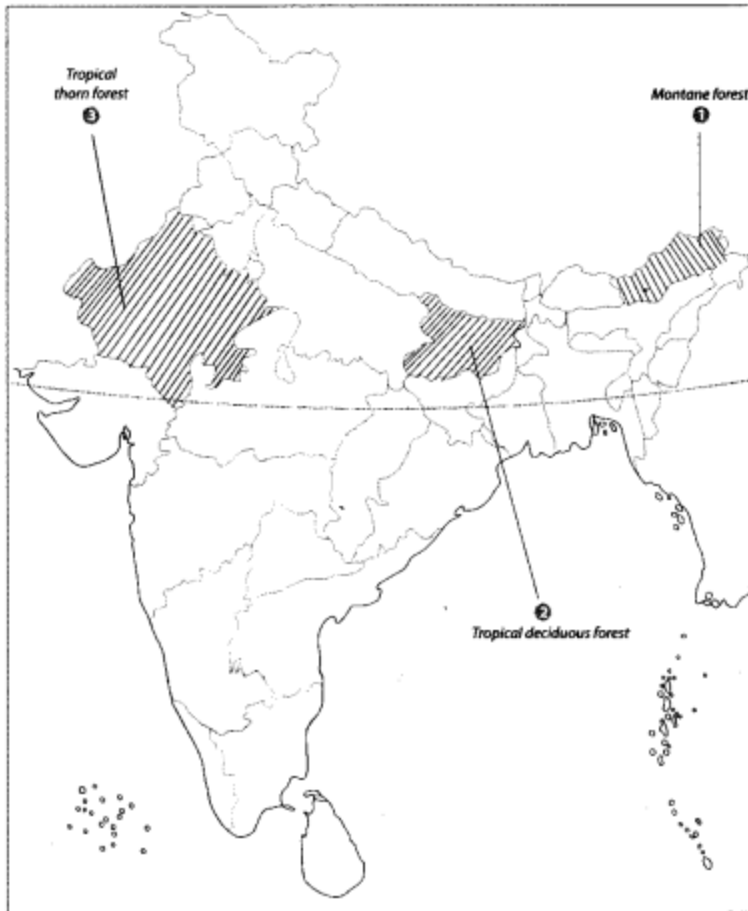 Tropical
thorn forest
3
Montane forest
1
2
Tropical deciduous forest